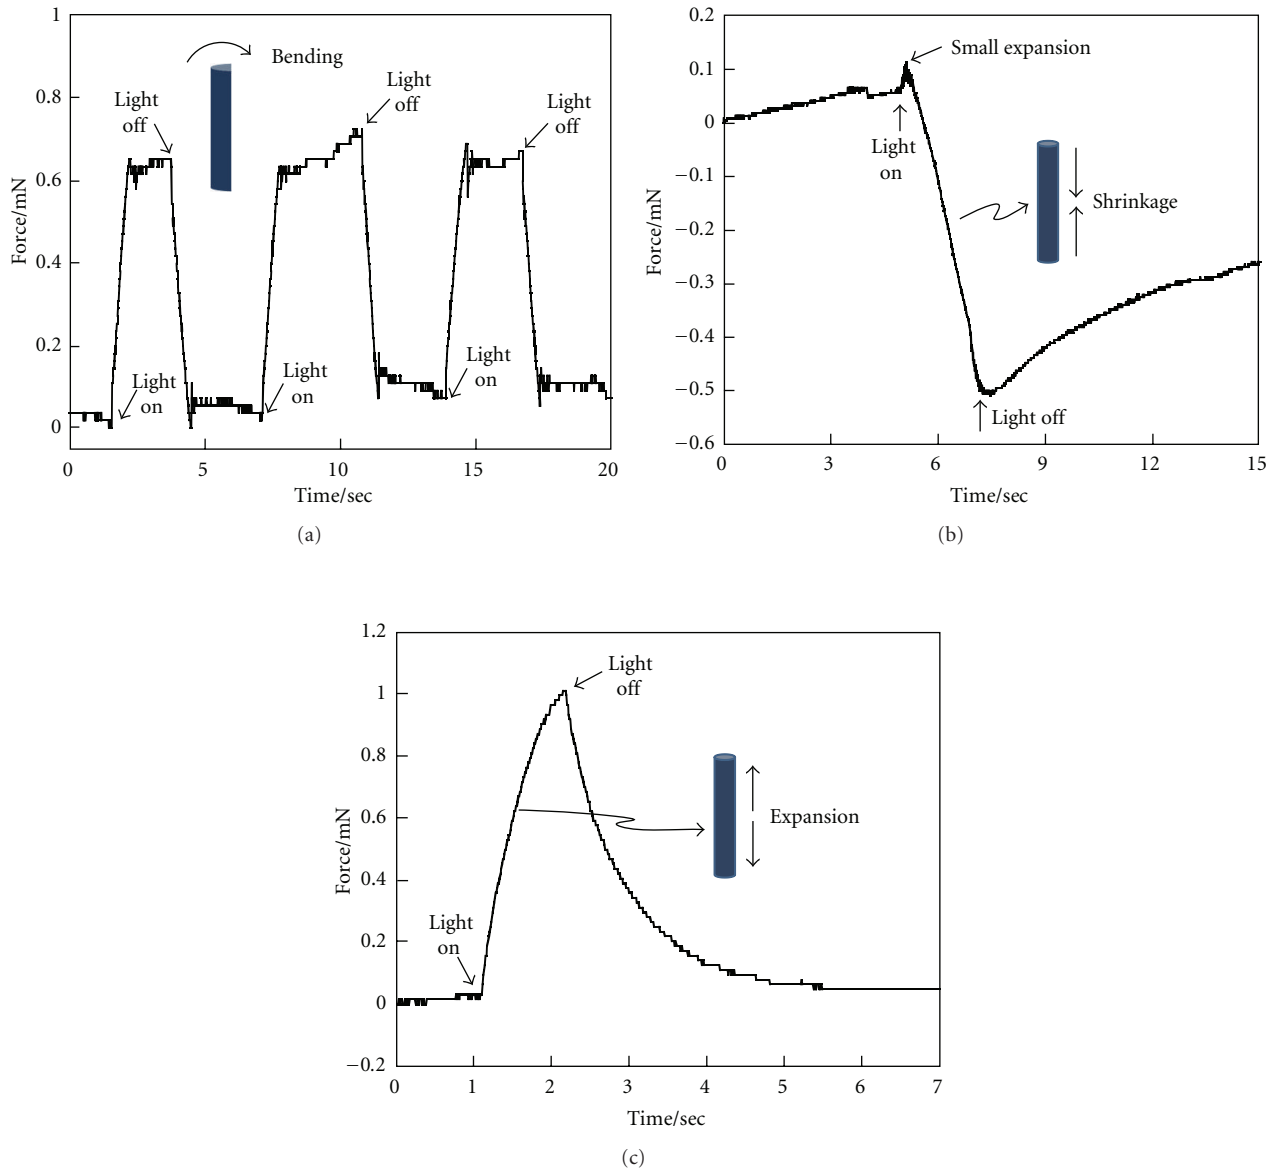 1
0.8
0.6
0.4
0.2
0
Force/mN
Bending
Light
off
Light
off
Light
off
Light
on
Light
on
Light
on
0
5
10
15
20
Time/sec
(a)
0.2
0.1
0
−0.1
−0.2
−0.3
−0.4
−0.5
−0.6
Force/mN
Small expansion
Light
on
Shrinkage
Light off
0
3
6
9
12
15
Time/sec
(b)
1.2
1
0.8
0.6
0.4
0.2
0
−0.2
Force/mN
Light
off
Expansion
Light
on
0
1
2
3
4
5
6
7
Time/sec
(c)